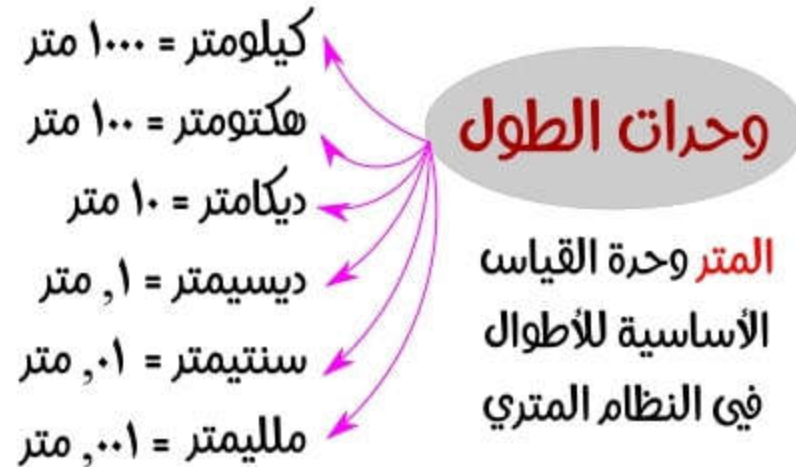 وحدات الطول
المتر وحدة القياس
الأساسية للأطوال
في النظام المتري
كيلومتر = ١٠٠٠ متر
هكتومتر = ١٠٠ متر
ديكامتر = ١٠ متر
ديسيمتر = ١, متر
سنتيمتر = ٠١, متر
ملليمتر = ٠٠١, متر